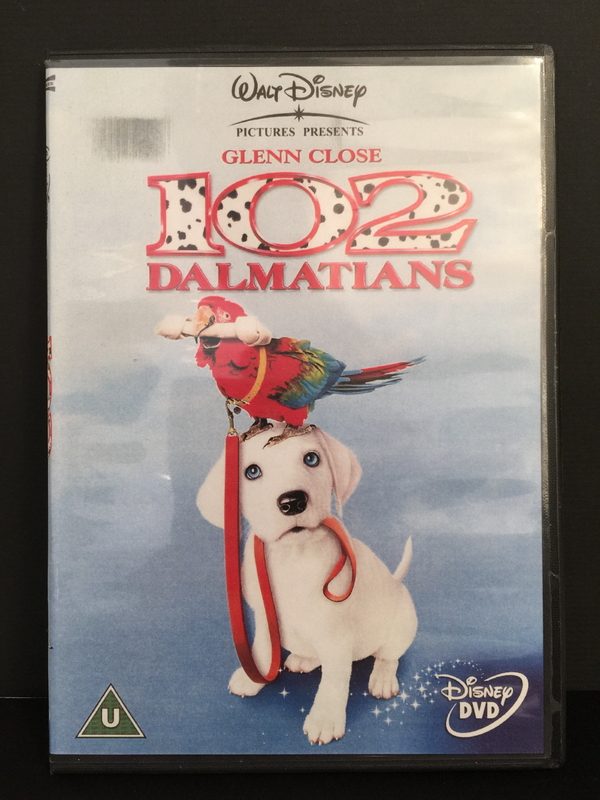 WALT DISNEY
PICTURES PRESENTS
GLENN CLOSE
102
DALMATIANS
U
DISNEY
DVD